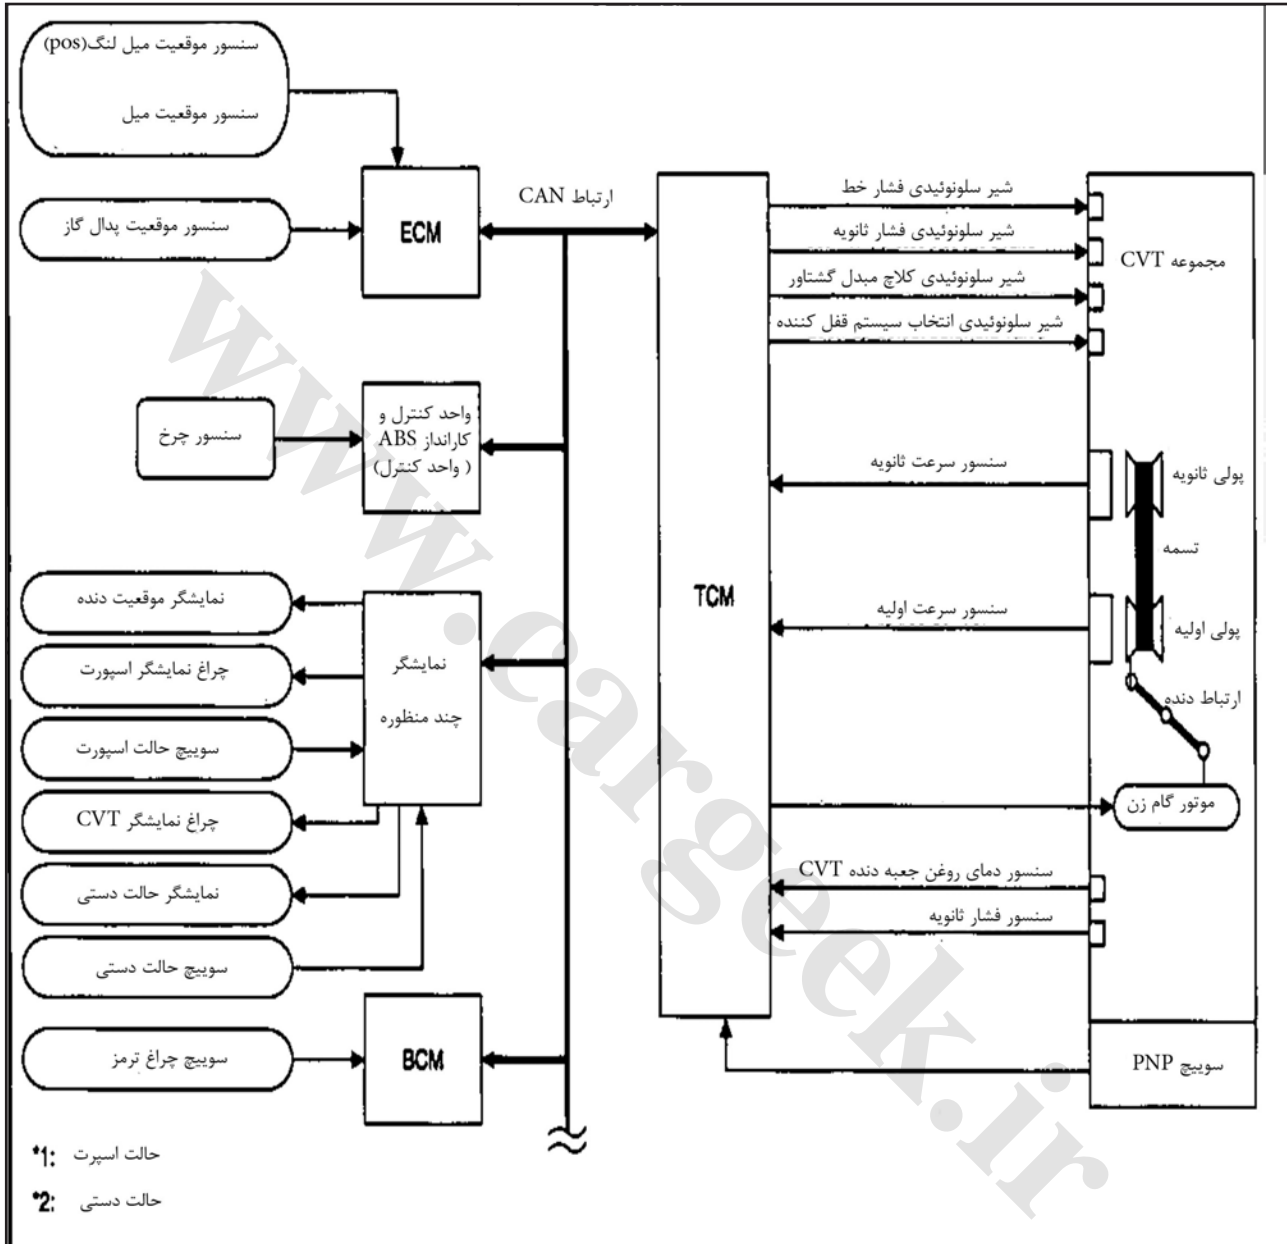 سنسور موقعیت میل لنگ(pos)
سنسور موقعیت میل
سنسور موقعیت پدال گاز
ECM
ارتباط CAN
سنسور چرخ
واحد کنترل و
کارانداز ABS
( واحد کنترل)
نمایشگر موقعیت دنده
چراغ نمایشگر اسپورت
سوییچ حالت اسپورت
چراغ نمایشگر CVT
نمایشگر حالت دستی
سوییچ حالت دستی
نمایشگر
چند منظوره
سوییچ چراغ ترمز
BCM
TCM
شیر سلونوئیدی فشار خط
شیر سلونوئیدی فشار ثانویه
شیر سلونوئیدی کلاچ مبدل گشتاور
شیر سلونوئیدی انتخاب سیستم قفل کننده
سنسور سرعت ثانویه
سنسور سرعت اولیه
سنسور دمای روغن جعبه دنده CVT
سنسور فشار ثانویه
مجموعه CVT
پولی ثانویه
تسمه
پولی اولیه
ارتباط دنده
موتور گام زن
سوییچ PNP
*1: حالت اسپرت
*2: حالت دستی
www.cargeek.ir